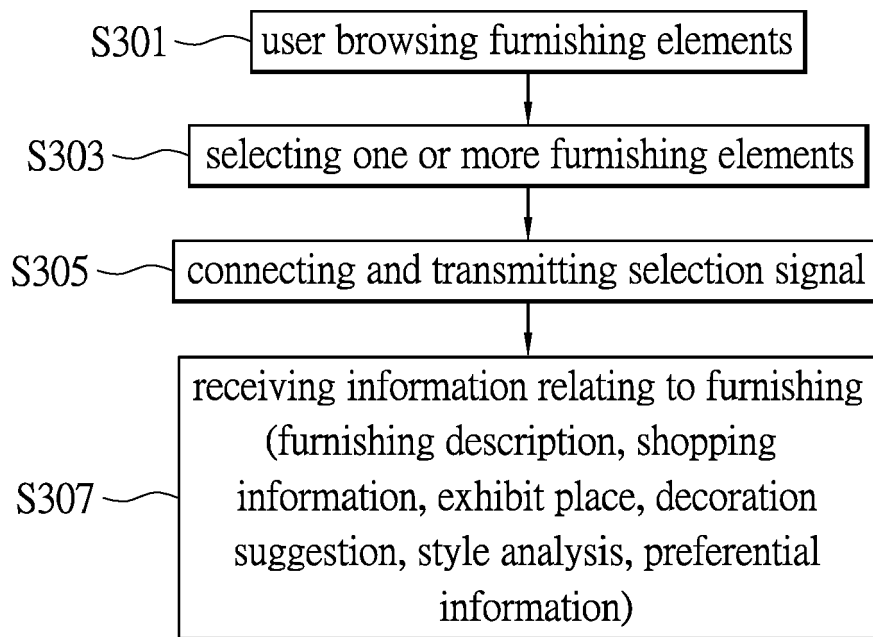 S301
user browsing furnishing elements
S303
selecting one or more furnishing elements
S305
connecting and transmitting selection signal
S307
receiving information relating to furnishing
(furnishing description, shopping
information, exhibit place, decoration
suggestion, style analysis, preferential
information)